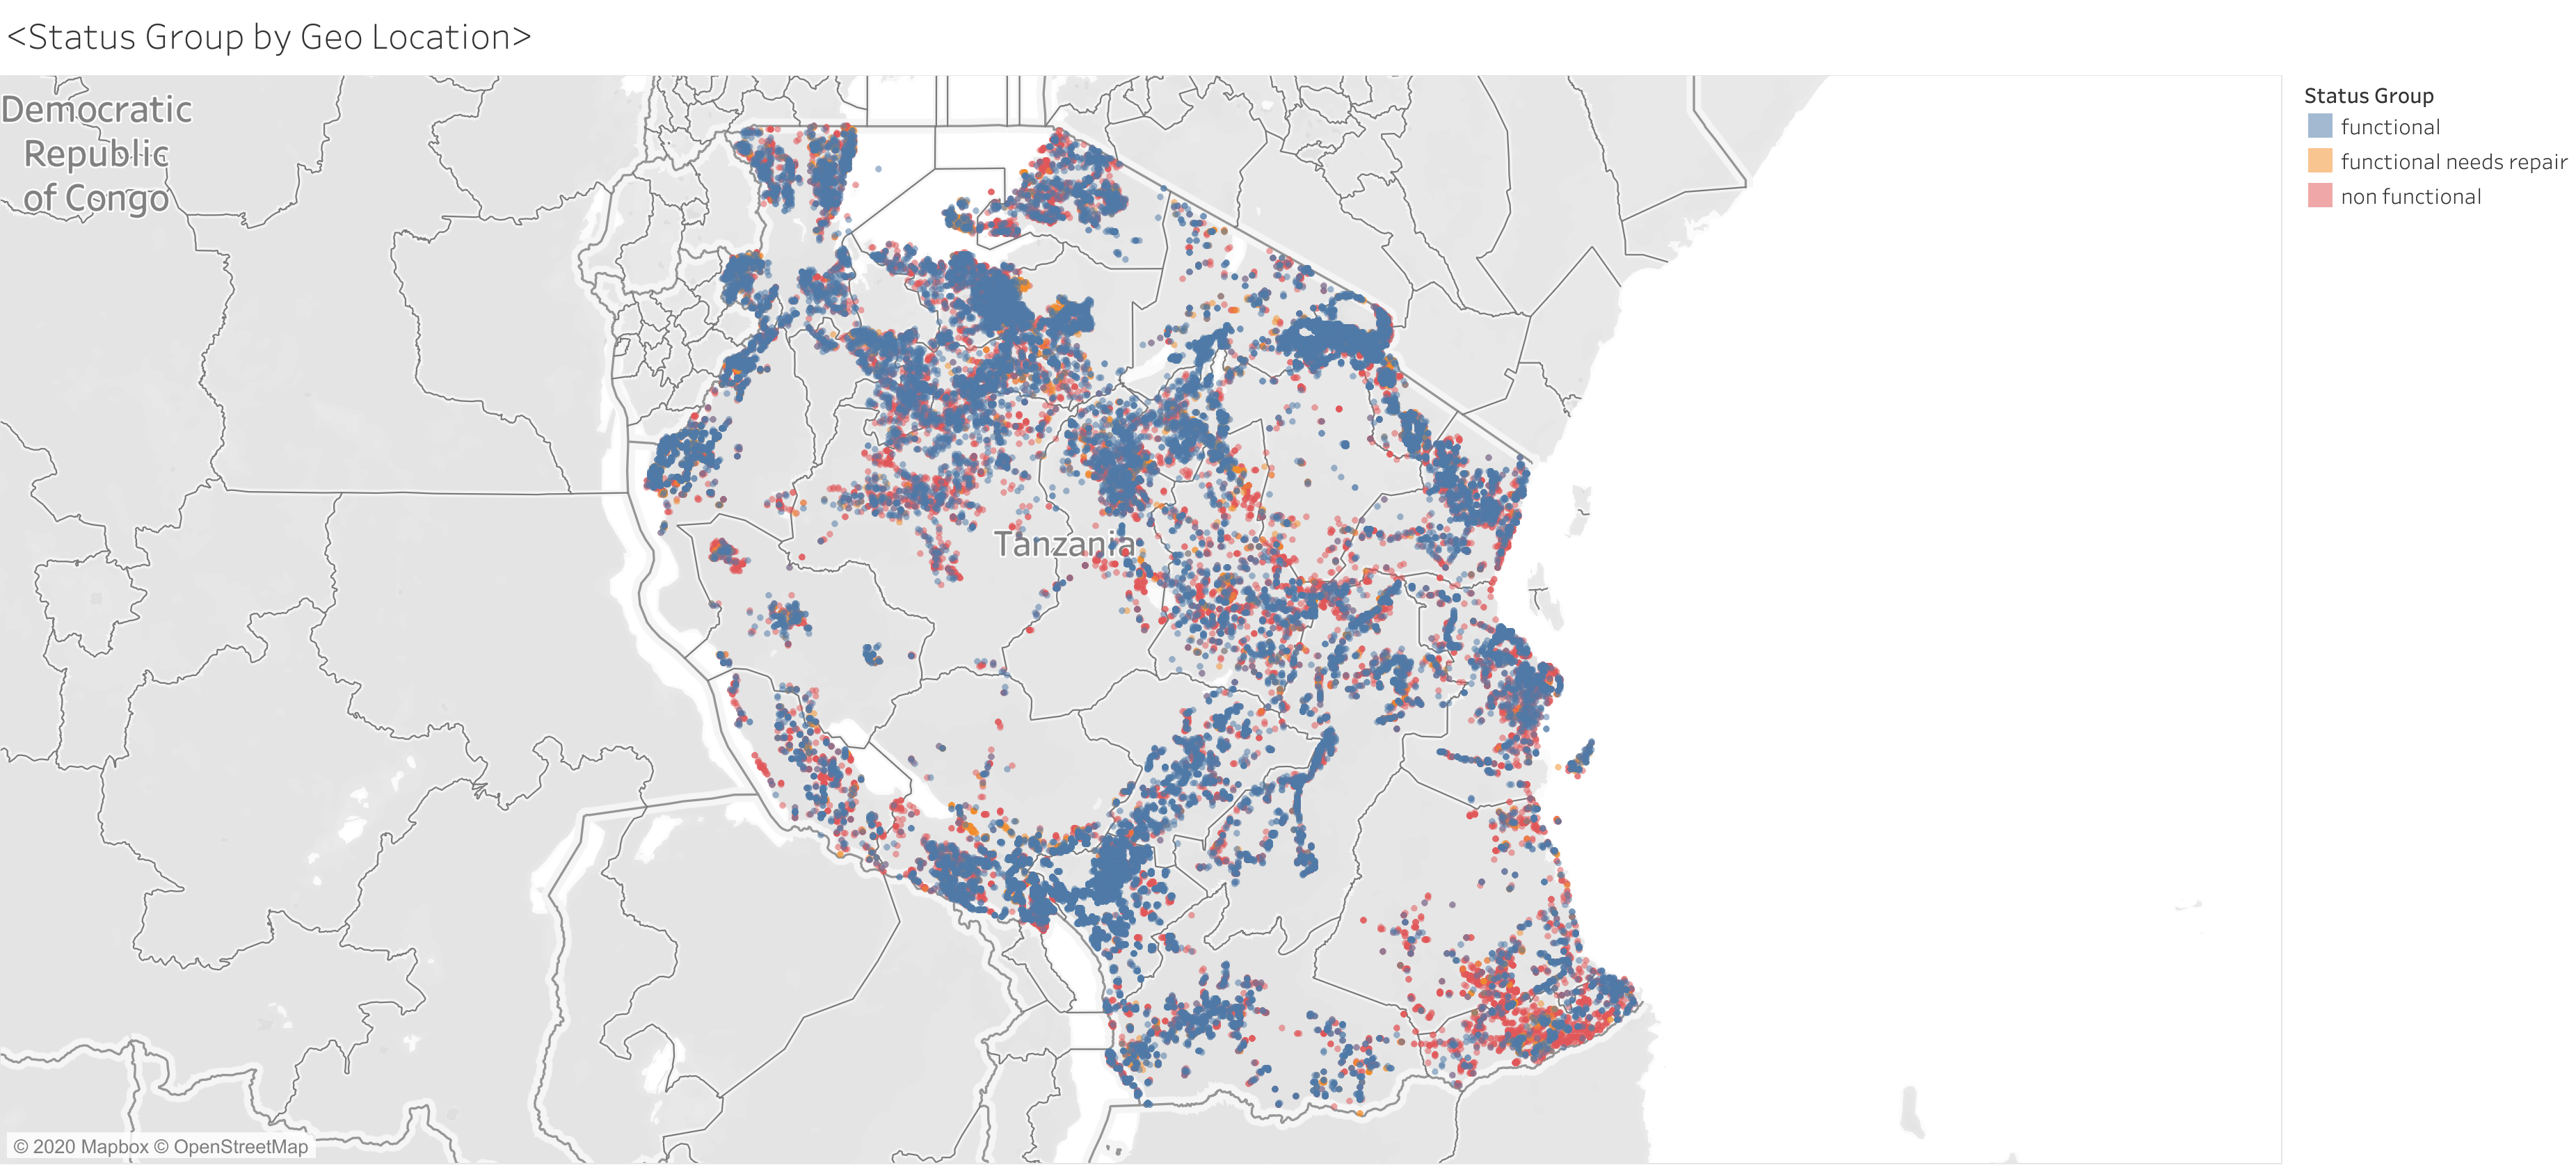 <Status Group by Geo Location>
Democratic
Republic
of Congo
Tanzania
Status Group
functional
functional needs repair
non functional
© 2020 Mapbox © OpenStreetMap